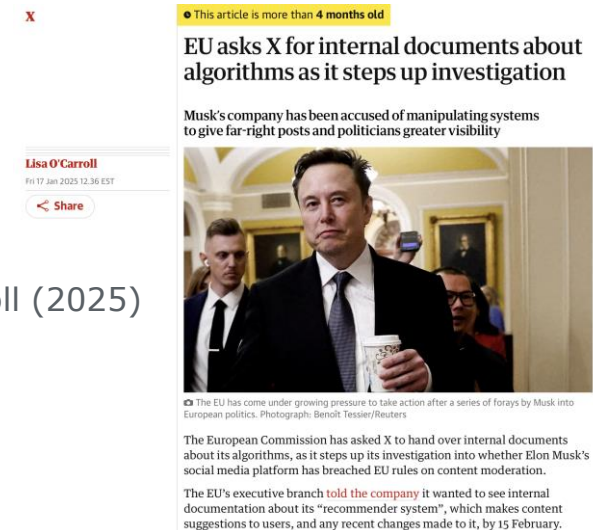 X
This article is more than 4 months old
EU asks X for internal documents about
algorithms as it steps up investigation
Musk's company has been accused of manipulating systems
to give far-right posts and politicians greater visibility
Lisa O'Carroll
Fri 17 Jan 2025 12.36 EST
Share
ll (2025)
The EU has come under growing pressure to take action after a series of forays by Musk into
European politics. Photograph: Benoît Tessier/Reuters
The European Commission has asked X to hand over internal documents
about its algorithms, as it steps up its investigation into whether Elon Musk's
social media platform has breached EU rules on content moderation.
The EU's executive branch told the company it wanted to see internal
documentation about its “recommender system”, which makes content
suggestions to users, and any recent changes made to it, by 15 February.